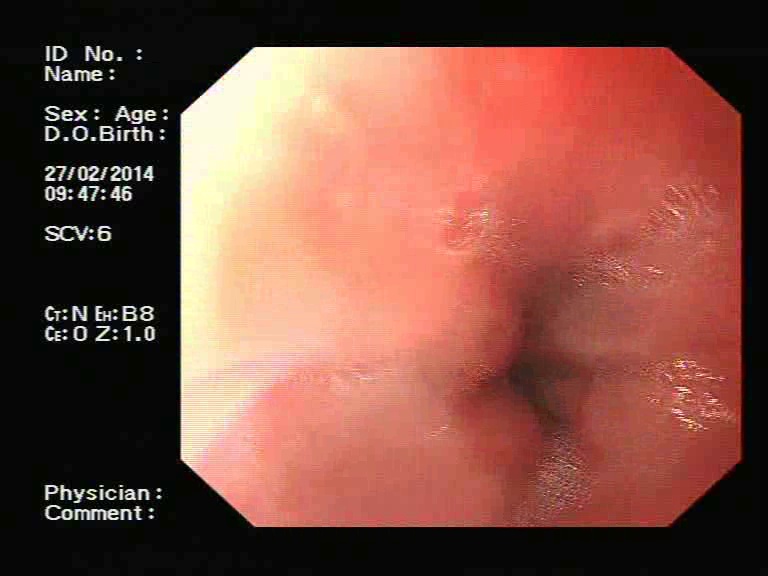 ID No. :
Name:
Sex: Age:
D.O.Birth:
27/02/2014
09:47:46
SCV:6
CT:N EH:B8
CE:0 Z:1.0
Physician:
Comment: